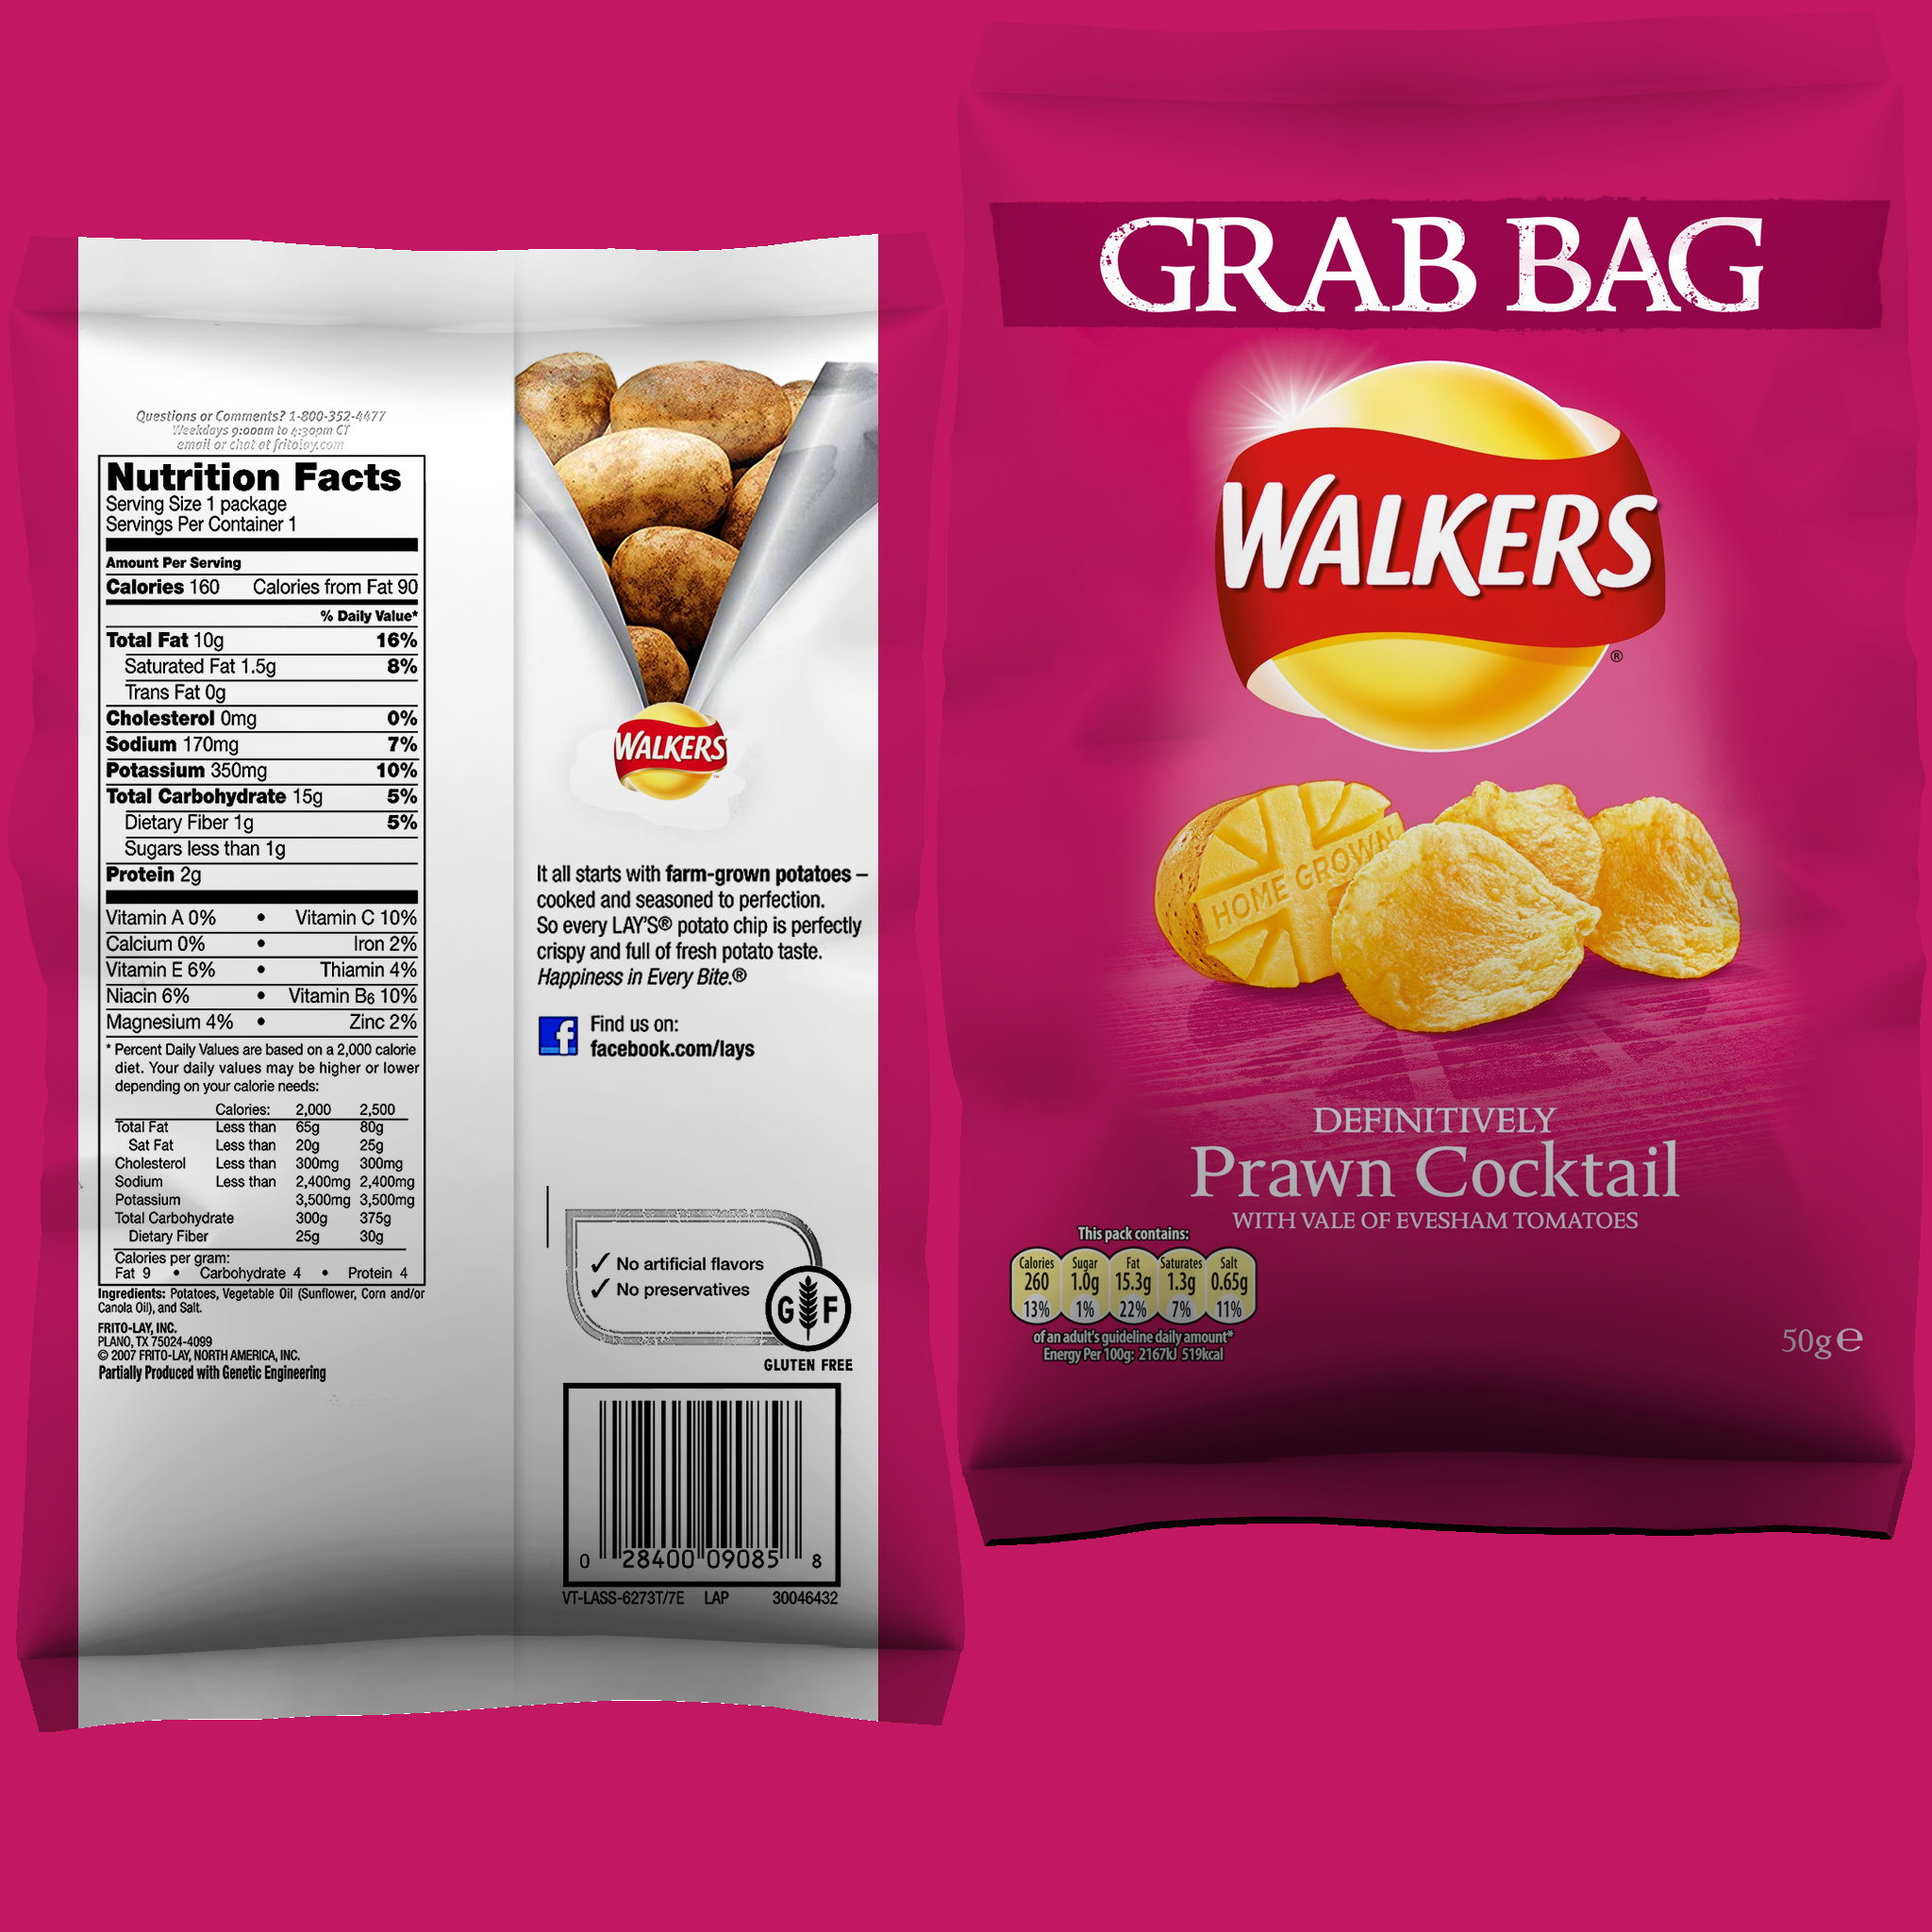 Questions or Comments? 1-800-352-4477
Weekdays 9:00am to 4:30pm CT
email or chat at fritolay.com
Nutrition Facts
Serving Size 1 package
Servings Per Container 1
Amount Per Serving
Calories 160 Calories from Fat 90
% Daily Value*
Total Fat 10g 16%
Saturated Fat 1.5g 8%
Trans Fat 0g
Cholesterol 0mg 0%
Sodium 170mg 7%
Potassium 350mg 10%
Total Carbohydrate 15g 5%
Dietary Fiber 1g 5%
Sugars less than 1g
Protein 2g
Vitamin A 0% • Vitamin C 10%
Calcium 0% • Iron 2%
Vitamin E 6% • Thiamin 4%
Niacin 6% • Vitamin B6 10%
Magnesium 4% • Zinc 2%
* Percent Daily Values are based on a 2,000 calorie
diet. Your daily values may be higher or lower
depending on your calorie needs:
Calories: 2,000 2,500
Total Fat Less than 65g 80g
Sat Fat Less than 20g 25g
Cholesterol Less than 300mg 300mg
Sodium Less than 2,400mg 2,400mg
Potassium 3,500mg 3,500mg
Total Carbohydrate 300g 375g
Dietary Fiber 25g 30g
Calories per gram:
Fat 9 • Carbohydrate 4 • Protein 4
Ingredients: Potatoes, Vegetable Oil (Sunflower, Corn and/or
Canola Oil), and Salt.
FRITO-LAY, INC.
PLANO, TX 75024-4099
© 2007 FRITO-LAY, NORTH AMERICA, INC.
Partially Produced with Genetic Engineering
WALKERS
™
It all starts with farm-grown potatoes –
cooked and seasoned to perfection.
So every LAY'S® potato chip is perfectly
crispy and full of fresh potato taste.
Happiness in Every Bite.®
f
Find us on:
facebook.com/lays
✓ No artificial flavors
✓ No preservatives
G F
GLUTEN FREE
0 28400 09085 8
VT-LASS-6273T/7E LAP 30046432
GRAB BAG
WALKERS
®
HOME GROWN
DEFINITIVELY
Prawn Cocktail
WITH VALE OF EVESHAM TOMATOES
This pack contains:
Calories Sugar Fat Saturates Salt
260 1.0g 15.3g 1.3g 0.65g
13% 1% 22% 7% 11%
of an adult's guideline daily amount*
Energy Per 100g: 2167kJ 519kcal
50g ℮